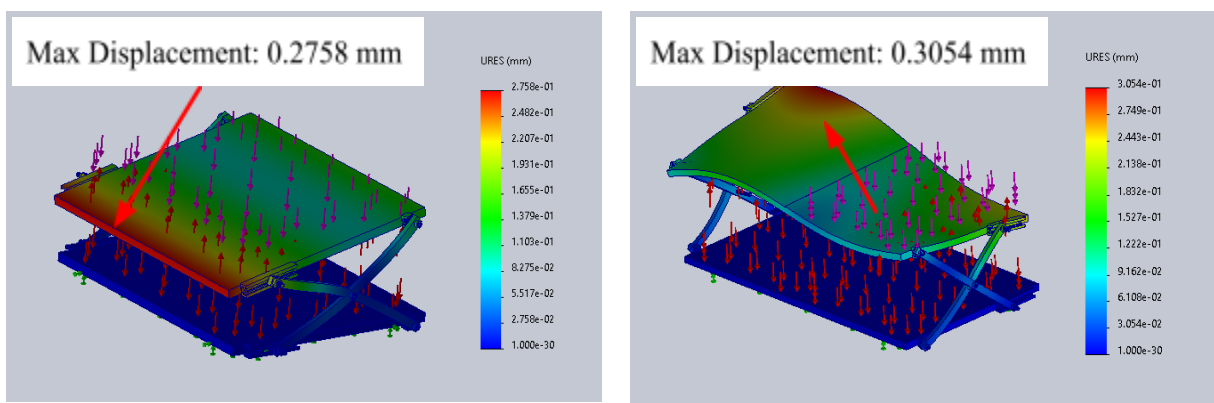 Max Displacement: 0.2758 mm
URES (mm)
2.758e-01
2.482e-01
2.207e-01
1.931e-01
1.655e-01
1.379e-01
1.103e-01
8.275e-02
5.517e-02
2.758e-02
1.000e-30
Max Displacement: 0.3054 mm
URES (mm)
3.054e-01
2.749e-01
2.443e-01
2.138e-01
1.832e-01
1.527e-01
1.222e-01
9.162e-02
6.108e-02
3.054e-02
1.000e-30